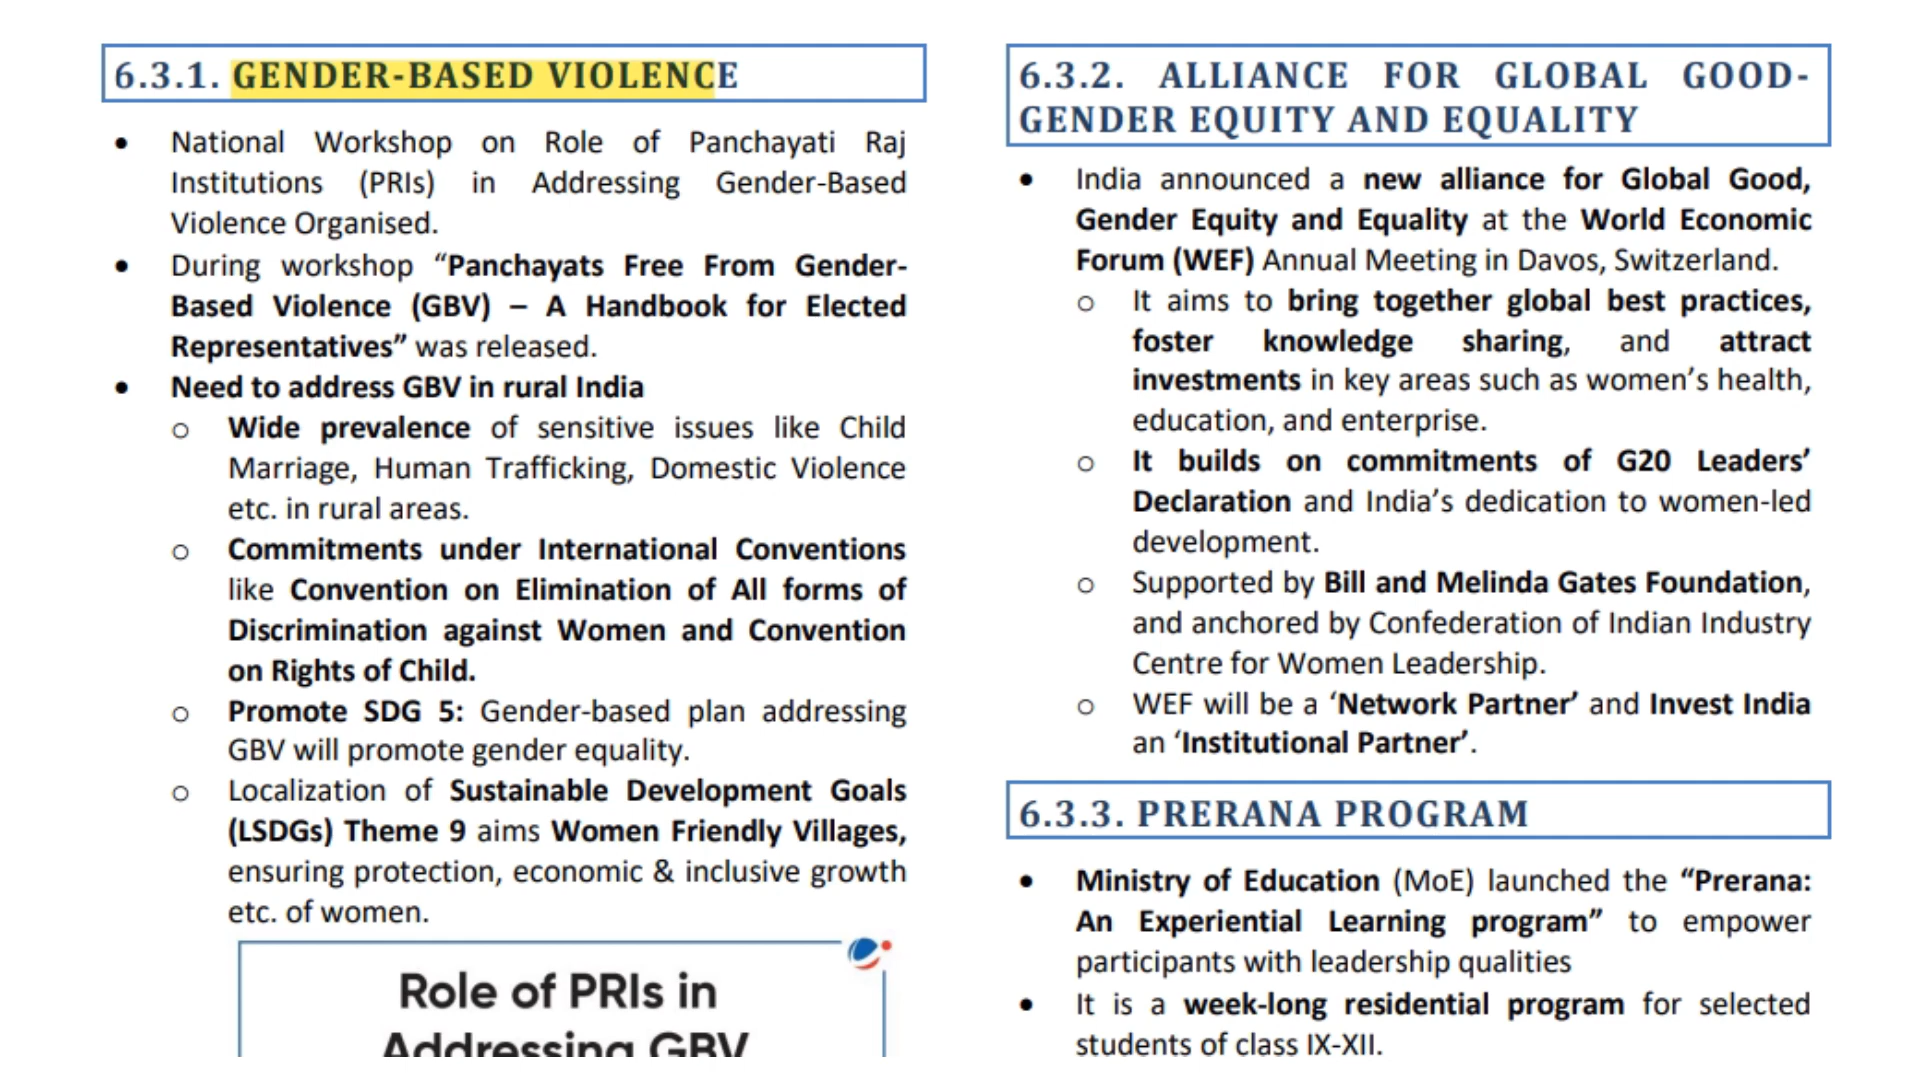 6.3.1. GENDER-BASED VIOLENCE
• National Workshop on Role of Panchayati Raj
Institutions (PRIs) in Addressing Gender-Based
Violence Organised.
• During workshop “Panchayats Free From Gender-
Based Violence (GBV) – A Handbook for Elected
Representatives” was released.
• Need to address GBV in rural India
o Wide prevalence of sensitive issues like Child
Marriage, Human Trafficking, Domestic Violence
etc. in rural areas.
o Commitments under International Conventions
like Convention on Elimination of All forms of
Discrimination against Women and Convention
on Rights of Child.
o Promote SDG 5: Gender-based plan addressing
GBV will promote gender equality.
o Localization of Sustainable Development Goals
(LSDGs) Theme 9 aims Women Friendly Villages,
ensuring protection, economic & inclusive growth
etc. of women.
Role of PRIs in
Addressing GBV
6.3.2. ALLIANCE FOR GLOBAL GOOD-
GENDER EQUITY AND EQUALITY
• India announced a new alliance for Global Good,
Gender Equity and Equality at the World Economic
Forum (WEF) Annual Meeting in Davos, Switzerland.
o It aims to bring together global best practices,
foster knowledge sharing, and attract
investments in key areas such as women’s health,
education, and enterprise.
o It builds on commitments of G20 Leaders’
Declaration and India’s dedication to women-led
development.
o Supported by Bill and Melinda Gates Foundation,
and anchored by Confederation of Indian Industry
Centre for Women Leadership.
o WEF will be a ‘Network Partner’ and Invest India
an ‘Institutional Partner’.
6.3.3. PRERANA PROGRAM
• Ministry of Education (MoE) launched the “Prerana:
An Experiential Learning program” to empower
participants with leadership qualities
• It is a week-long residential program for selected
students of class IX-XII.